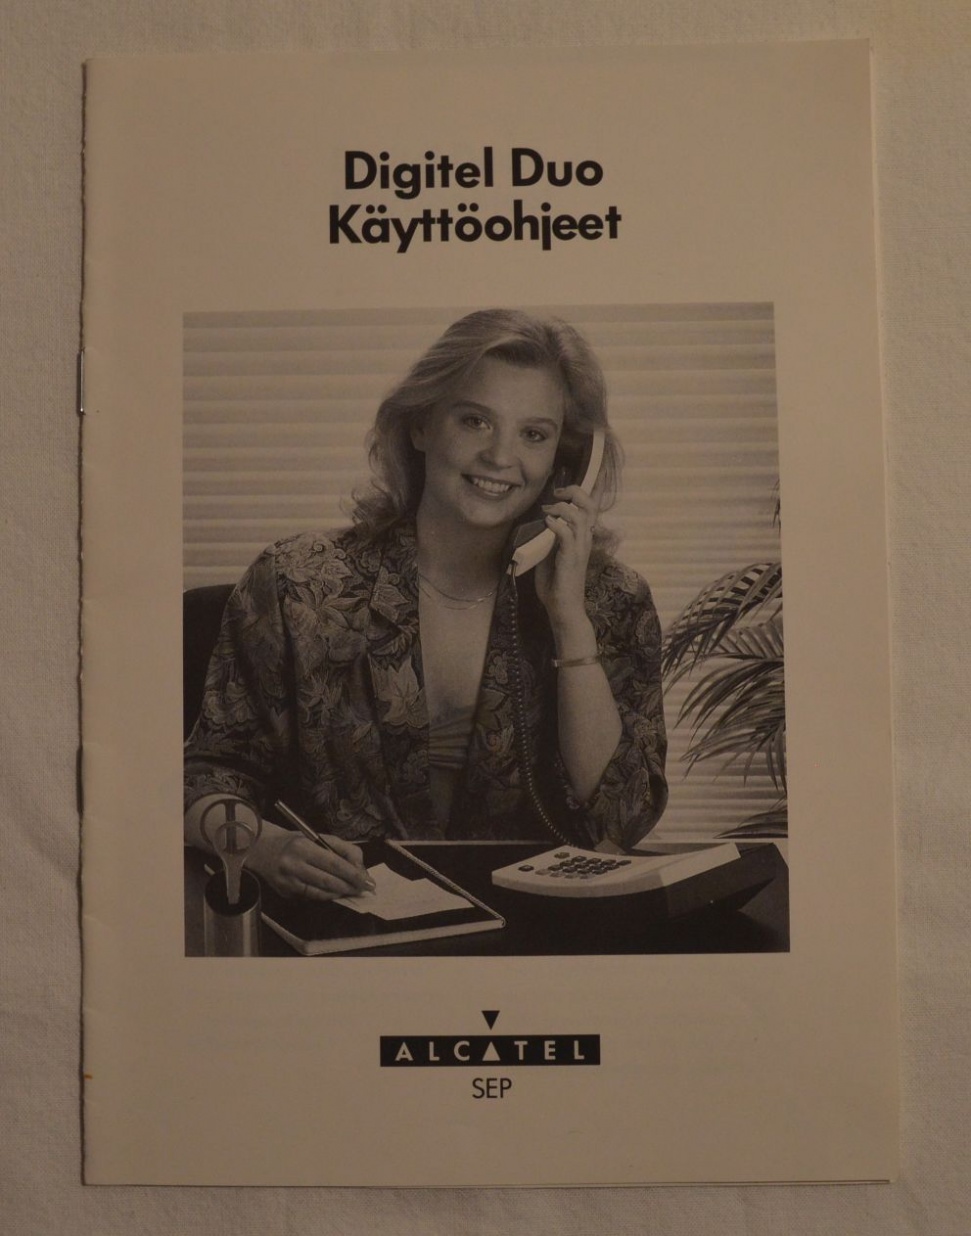 Digitel Duo
Käyttöohjeet
ALCATEL
SEP